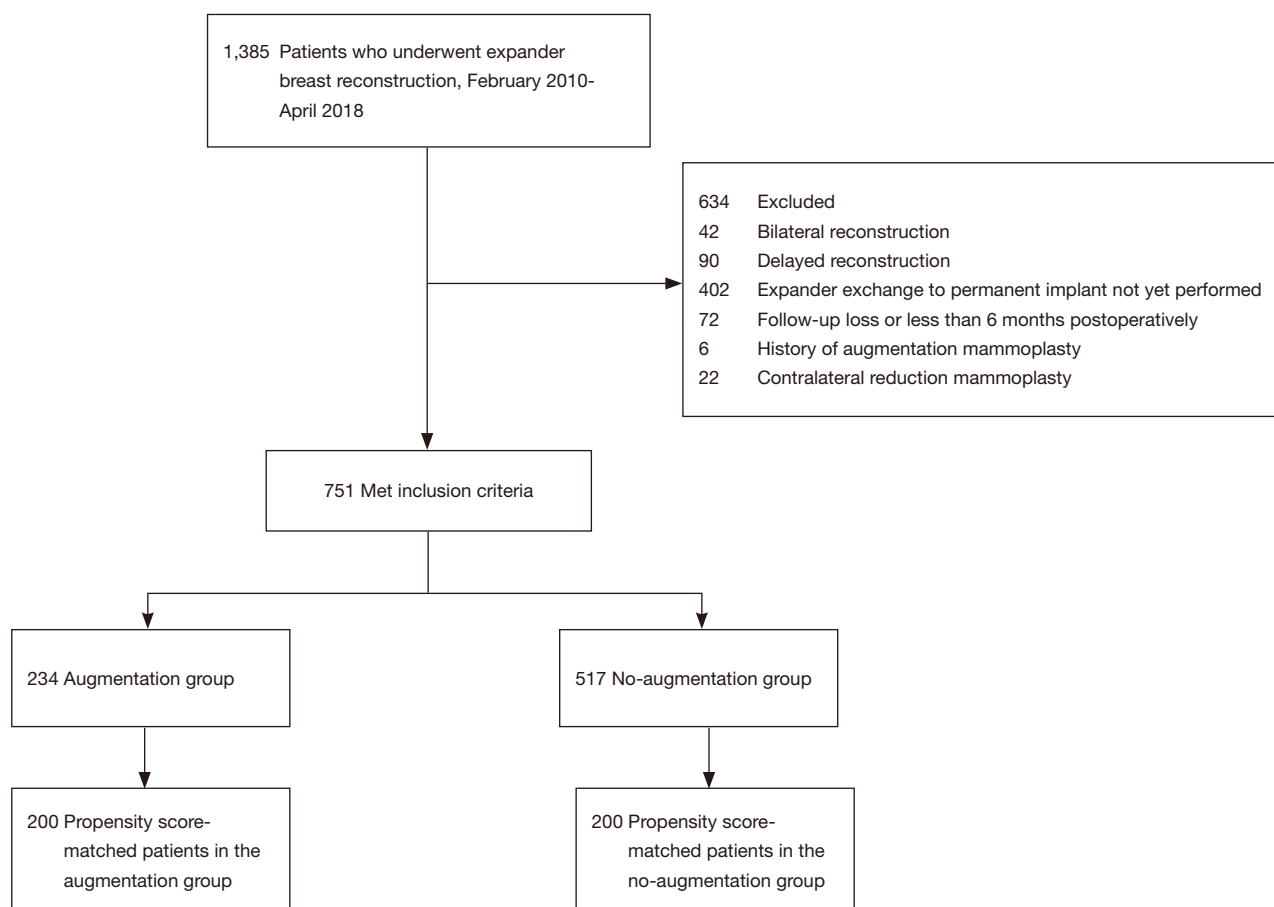 1,385 Patients who underwent expander
breast reconstruction, February 2010-
April 2018
634 Excluded
42 Bilateral reconstruction
90 Delayed reconstruction
402 Expander exchange to permanent implant not yet performed
72 Follow-up loss or less than 6 months postoperatively
6 History of augmentation mammoplasty
22 Contralateral reduction mammoplasty
751 Met inclusion criteria
234 Augmentation group
517 No-augmentation group
200 Propensity score-
matched patients in the
augmentation group
200 Propensity score-
matched patients in the
no-augmentation group